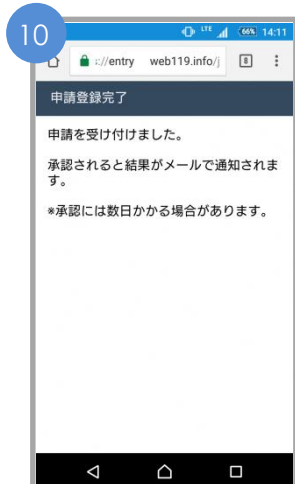 10
LTE 66% 14:11
://entry web119.info/j
申請登録完了
申請を受け付けました。
承認されると結果がメールで通知されま
す。
*承認には数日かかる場合があります。